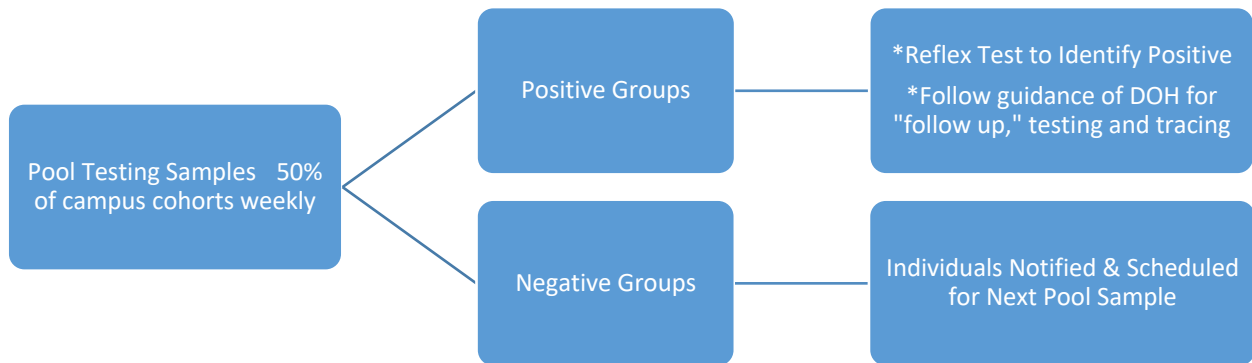 Pool Testing Samples   50%
of campus cohorts weekly
Positive Groups
*Reflex Test to Identify Positive
*Follow guidance of DOH for
"follow up," testing and tracing
Negative Groups
Individuals Notified & Scheduled
for Next Pool Sample